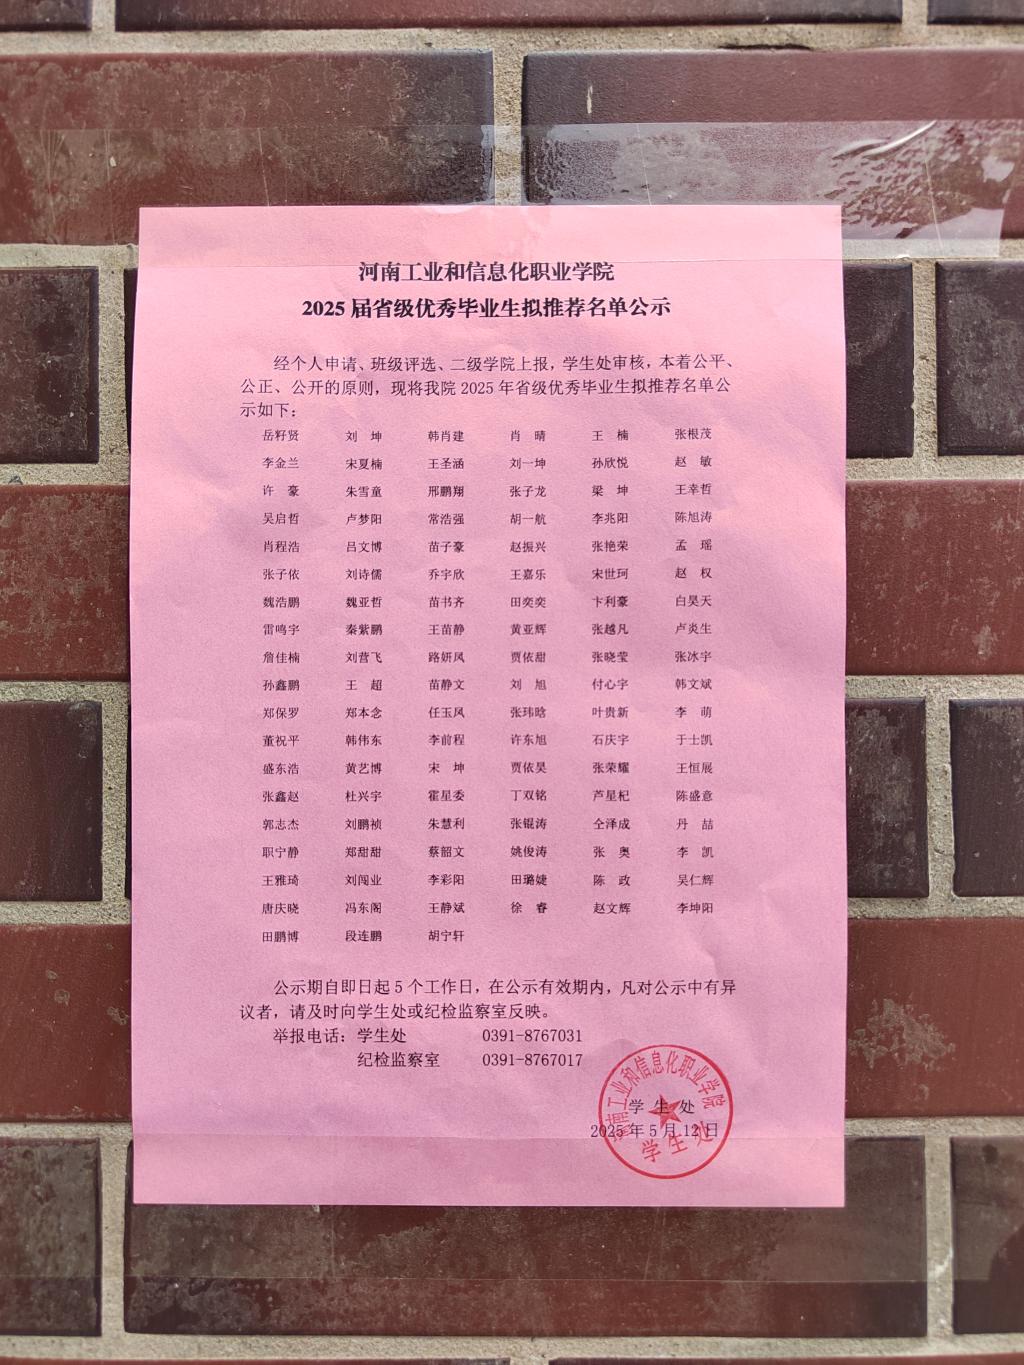 河南工业和信息化职业学院
2025 届省级优秀毕业生拟推荐名单公示
经个人申请、班级评选、二级学院上报，学生处审核，本着公平、
公正、公开的原则，现将我院 2025 年省级优秀毕业生拟推荐名单公
示如下：
岳籽贤 刘 坤 韩肖建 肖 晴 王 楠 张根茂
李金兰 宋夏楠 王圣涵 刘一坤 孙欣悦 赵 敏
许 豪 朱雪童 邢鹏翔 张子龙 梁 坤 王幸哲
吴启哲 卢梦阳 常浩强 胡一航 李兆阳 陈旭涛
肖程浩 吕文博 苗子豪 赵振兴 张艳荣 孟 瑶
张子依 刘诗儒 乔宇欣 王嘉乐 宋世珂 赵 权
魏浩鹏 魏亚哲 苗书齐 田奕奕 卞利豪 白昊天
雷鸣宇 秦紫鹏 王苗静 黄亚辉 张越凡 卢炎生
詹佳楠 刘营飞 路妍凤 贾依甜 张晓莹 张冰宇
孙鑫鹏 王 超 苗静文 刘 旭 付心宇 韩文斌
郑保罗 郑本念 任玉凤 张玮晗 叶贵新 李 萌
董祝平 韩伟东 李前程 许东旭 石庆宇 于士凯
盛东浩 黄艺博 宋 坤 贾依昊 张荣耀 王恒展
张鑫赵 杜兴宇 霍星委 丁双铭 芦星杞 陈盛意
郭志杰 刘鹏祯 朱慧利 张锟涛 仝泽成 丹 喆
职宁静 郑甜甜 蔡韶文 姚俊涛 张 奥 李 凯
王雅琦 刘闯业 李彩阳 田璐婕 陈 政 吴仁辉
唐庆晓 冯东阁 王静斌 徐 睿 赵文辉 李坤阳
田鹏博 段连鹏 胡宁轩
公示期自即日起 5 个工作日，在公示有效期内，凡对公示中有异
议者，请及时向学生处或纪检监察室反映。
举报电话：学生处 0391-8767031
纪检监察室 0391-8767017
学 生 处
2025 年 5 月 12 日
河南工业和信息化职业学院
学生处